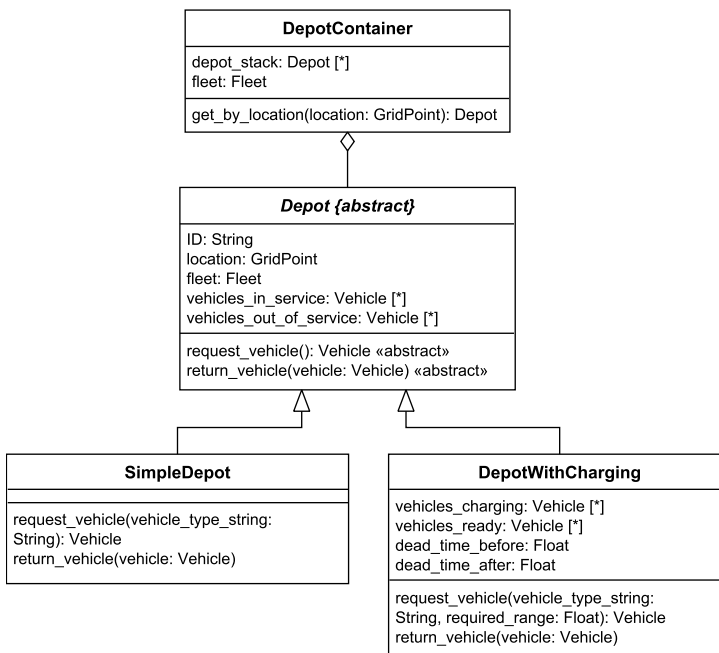 DepotContainer
depot_stack: Depot [*]
fleet: Fleet
get_by_location(location: GridPoint): Depot
Depot {abstract}
ID: String
location: GridPoint
fleet: Fleet
vehicles_in_service: Vehicle [*]
vehicles_out_of_service: Vehicle [*]
request_vehicle(): Vehicle «abstract»
return_vehicle(vehicle: Vehicle) «abstract»
SimpleDepot
request_vehicle(vehicle_type_string:
String): Vehicle
return_vehicle(vehicle: Vehicle)
DepotWithCharging
vehicles_charging: Vehicle [*]
vehicles_ready: Vehicle [*]
dead_time_before: Float
dead_time_after: Float
request_vehicle(vehicle_type_string:
String, required_range: Float): Vehicle
return_vehicle(vehicle: Vehicle)